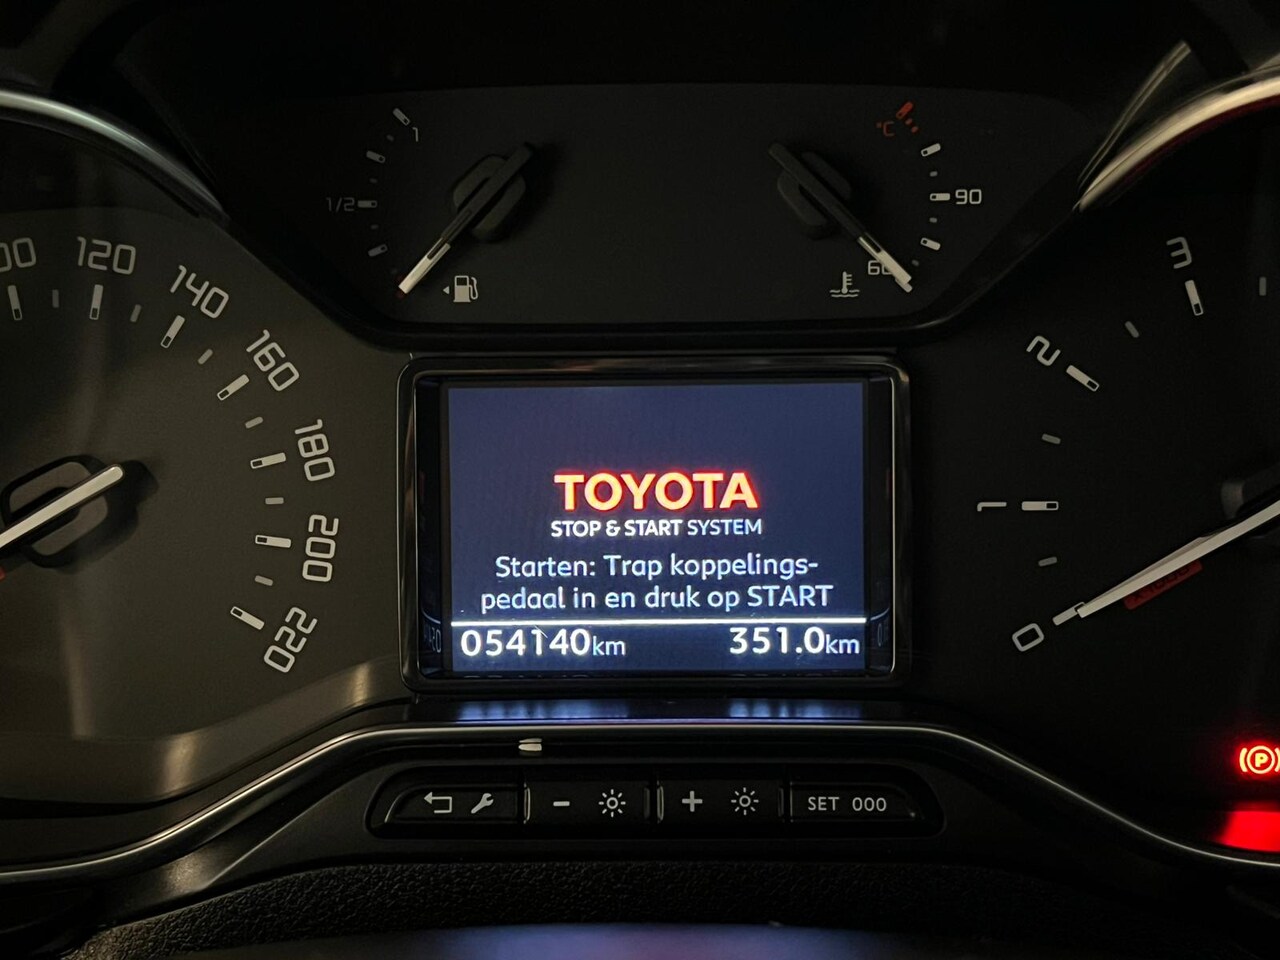 1
1/2
°C
90
60
120
140
160
180
200
220
3
2
1
0
TOYOTA
STOP & START SYSTEM
Starten: Trap koppelings-
pedaal in en druk op START
054140km 351.0km
(P)
- + SET 000